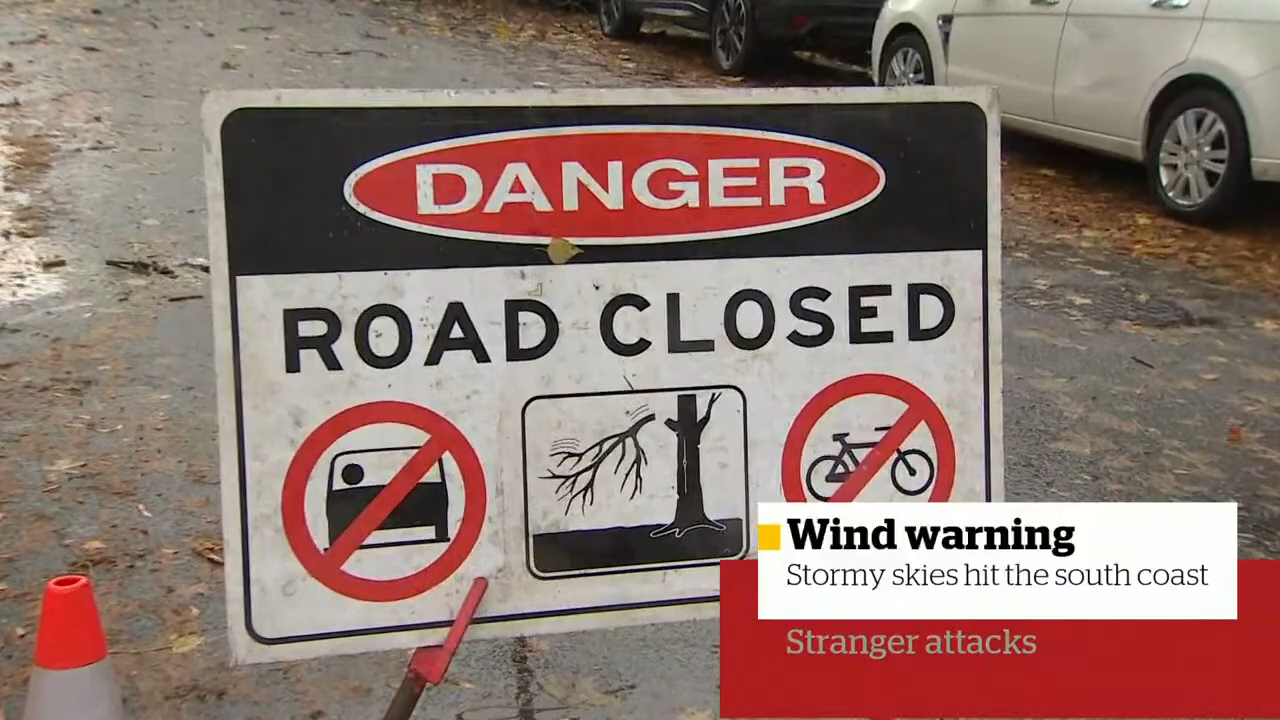 DANGER
ROAD CLOSED
Wind warning
Stormy skies hit the south coast
Stranger attacks